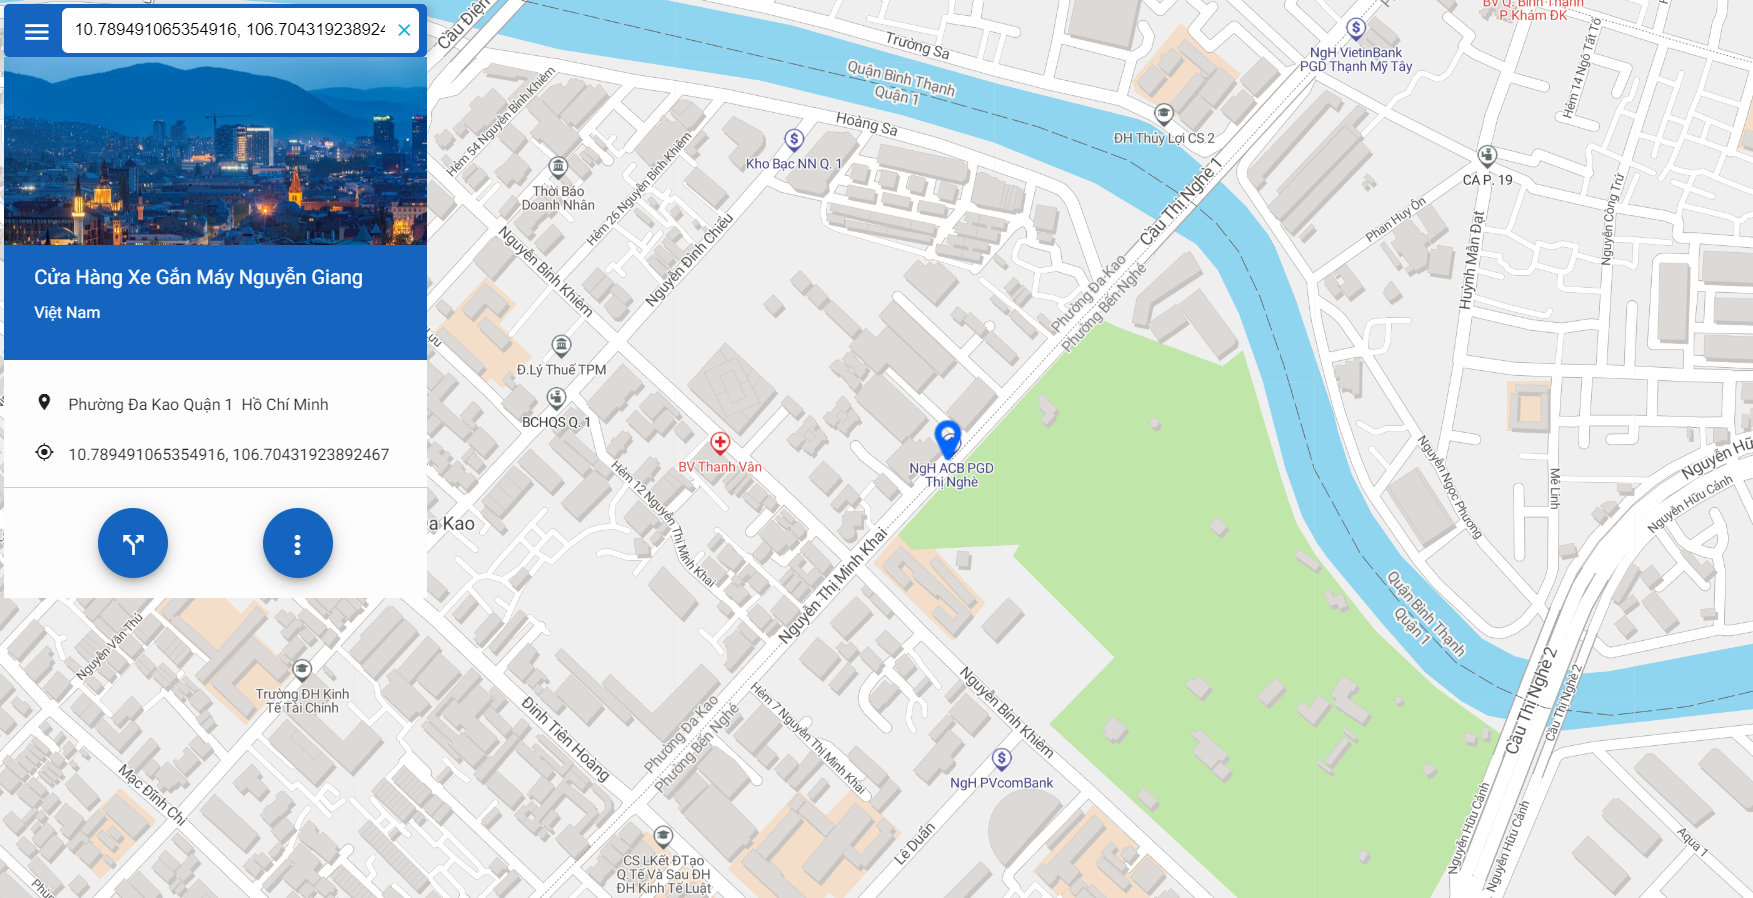 10.789491065354916, 106.704319238924
Cửa Hàng Xe Gắn Máy Nguyễn Giang
Việt Nam
Phường Đa Kao Quận 1 Hồ Chí Minh
10.789491065354916, 106.70431923892467
Cầu Điện
Trường Sa
Quận Bình Thạnh
Quận 1
Hoàng Sa
BV Q. Bình Thạnh
P.Khám ĐK
NgH VietinBank
PGD Thạnh Mỹ Tây
Hẻm 14 Ngô Tất Tố
ĐH Thủy Lợi CS 2
CA P. 19
Kho Bạc NN Q. 1
Hẻm 54 Nguyễn Bỉnh Khiêm
Thời Báo
Doanh Nhân
Hẻm 26 Nguyễn Bỉnh Khiêm
Nguyễn Bỉnh Khiêm
Nguyễn Đình Chiểu
Cầu Thị Nghè 1
Phường Đa Kao
Phường Bến Nghé
Phan Huy Ôn
Huỳnh Mẫn Đạt
Nguyễn Công Trứ
Lưu
Đ.Lý Thuế TPM
BCHQS Q. 1
BV Thanh Vân
NgH ACB PGD
Thị Nghè
Hẻm 12 Nguyễn Thị Minh Khai
a Kao
Nguyễn Thị Minh Khai
Nguyễn Ngọc Phương
Mê Linh
Nguyễn Hữ
Nguyễn Hữu Cảnh
Quận Bình Thạnh
Quận 1
Nguyễn Văn Thủ
Trường ĐH Kinh
Tế Tài Chính
Đinh Tiên Hoàng
Phường Đa Kao
Phường Bến Nghé
Hẻm 7 Nguyễn Thị Minh Khai
Nguyễn Bỉnh Khiêm
Cầu Thị Nghè 2
Cầu Thị Nghè 2
NgH PVcomBank
Mạc Đĩnh Chi
Lê Duẩn
CS LKết ĐTạo
Q.Tế Và Sau ĐH
ĐH Kinh Tế Luật
Nguyễn Hữu Cảnh
Nguyễn Hữu Cảnh
Aqua 1
Phùn